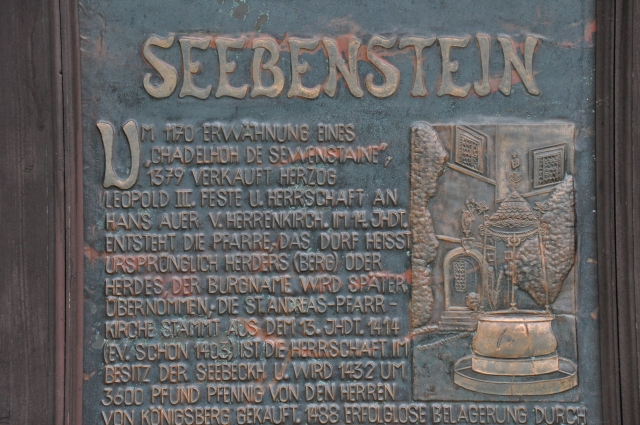 SEEBENSTEIN
UM 1170 ERWÄHNUNG EINES
„CHADELHOH DE SEWENSTAINE",
1379 VERKAUFT HERZOG
LEOPOLD III. FESTE U. HERRSCHAFT AN
HANS AUER V. HERRENKIRCH. IM 14. JHDT.
ENTSTEHT DIE PFARRE, DAS DORF HEISST
URSPRÜNGLICH HERDERS (BERG) ODER
HERDES, DER BURGNAME WIRD SPÄTER
ÜBERNOMMEN, DIE ST. ANDREAS-PFARR-
KIRCHE STAMMT AUS DEM 13. JHDT. 1414
(EV. SCHON 1403) IST DIE HERRSCHAFT IM
BESITZ DER SEEBECKH U. WIRD 1432 UM
3600 PFUND PFENNIG VON DEN HERREN
VON KÖNIGSBERG GEKAUFT. 1488 ERFOLGLOSE BELAGERUNG DURCH